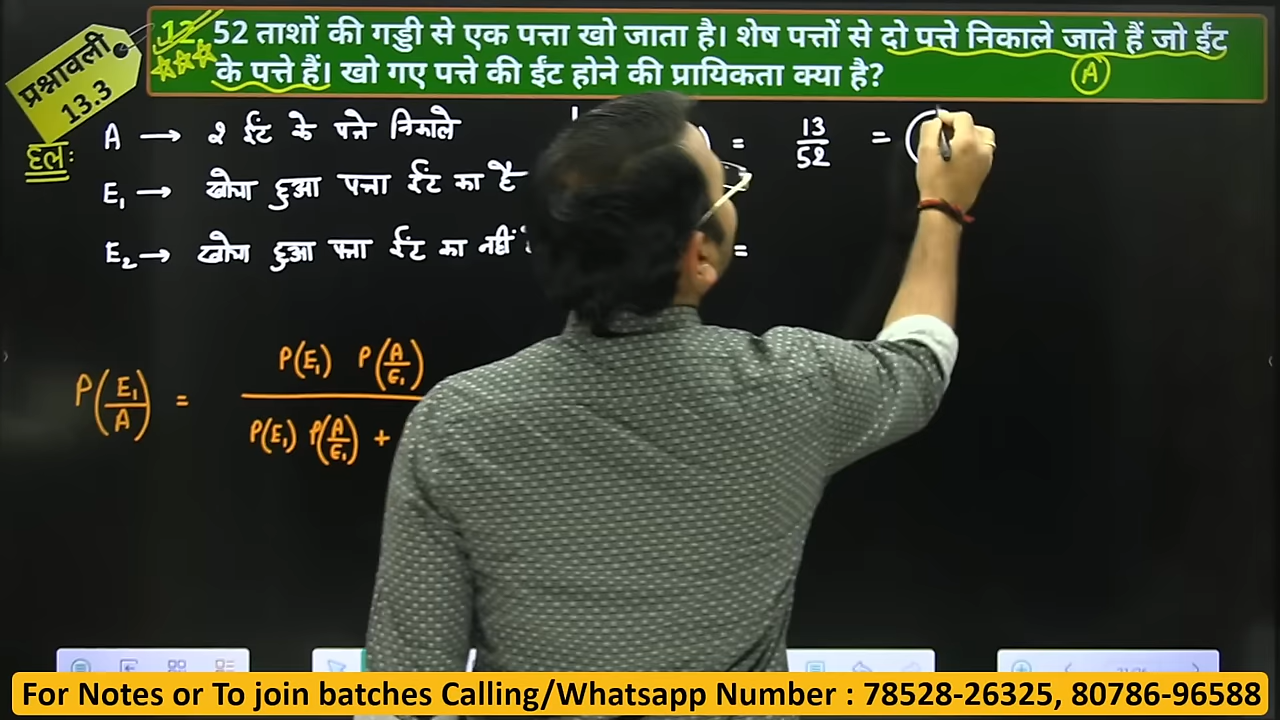 प्रश्नावली
13.3
12. 52 ताशों की गड्डी से एक पत्ता खो जाता है। शेष पत्तों से दो पत्ते निकाले जाते हैं जो ईंट
के पत्ते हैं। खो गए पत्ते की ईंट होने की प्रायिकता क्या है?
A
हल:
A → 2 ईंट के पत्ते निकाले
= 13/52 =
E₁ → खोया हुआ पत्ता ईंट का है
E₂ → खोया हुआ पत्ता ईंट का नहीं
=
P(E₁/A) = P(E₁) P(A/E₁)
P(E₁) P(A/E₁) +
For Notes or To join batches Calling/Whatsapp Number : 78528-26325, 80786-96588